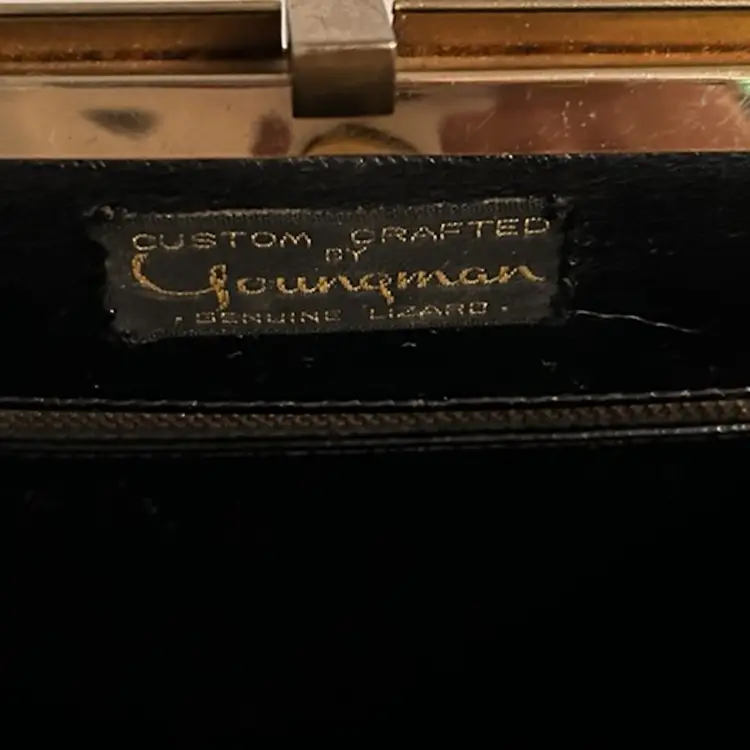 CUSTOM CRAFTED
BY
Youngman
· GENUINE LIZARD ·